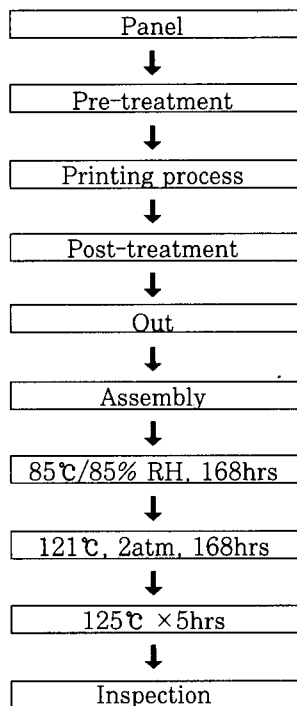 Panel
Pre-treatment
Printing process
Post-treatment
Out
Assembly
85℃/85% RH, 168hrs
121℃, 2atm, 168hrs
125℃ ×5hrs
Inspection